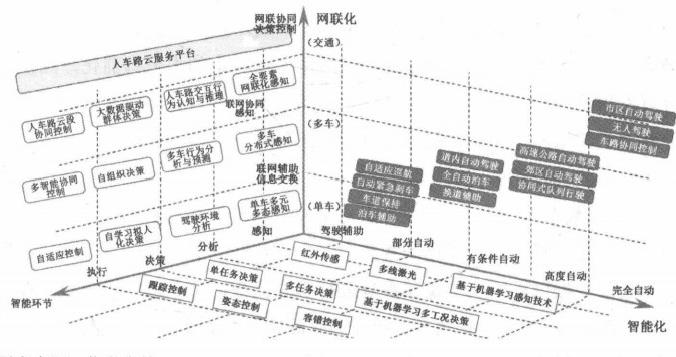 网联化
网联协同
决策控制
(交通)
人车路云服务平台
全要素
网联化感知
人车路交互行
为认知与推理
大数据驱动
群体决策
人车路云设
协同控制
联网协同
感知
(多车)
多车
分布式感知
多车行为分
析与预测
自组织决策
多智能协同
控制
联网辅助
信息交换
(单车)
单车多元
多态感知
驾驶环境
分析
自学习拟人
化决策
自适应控制
市区自动驾驶
无人驾驶
车路协同控制
高速公路自动驾驶
郊区自动驾驶
协同式队列行驶
道内自动驾驶
全自动泊车
换道辅助
自适应巡航
自动紧急刹车
车道保持
泊车辅助
感知
分析
决策
执行
智能环节
驾驶辅助
部分自动
有条件自动
高度自动
完全自动
智能化
红外传感
多线激光
基于机器学习感知技术
单任务决策
多任务决策
基于机器学习多工况决策
跟踪控制
姿态控制
容错控制